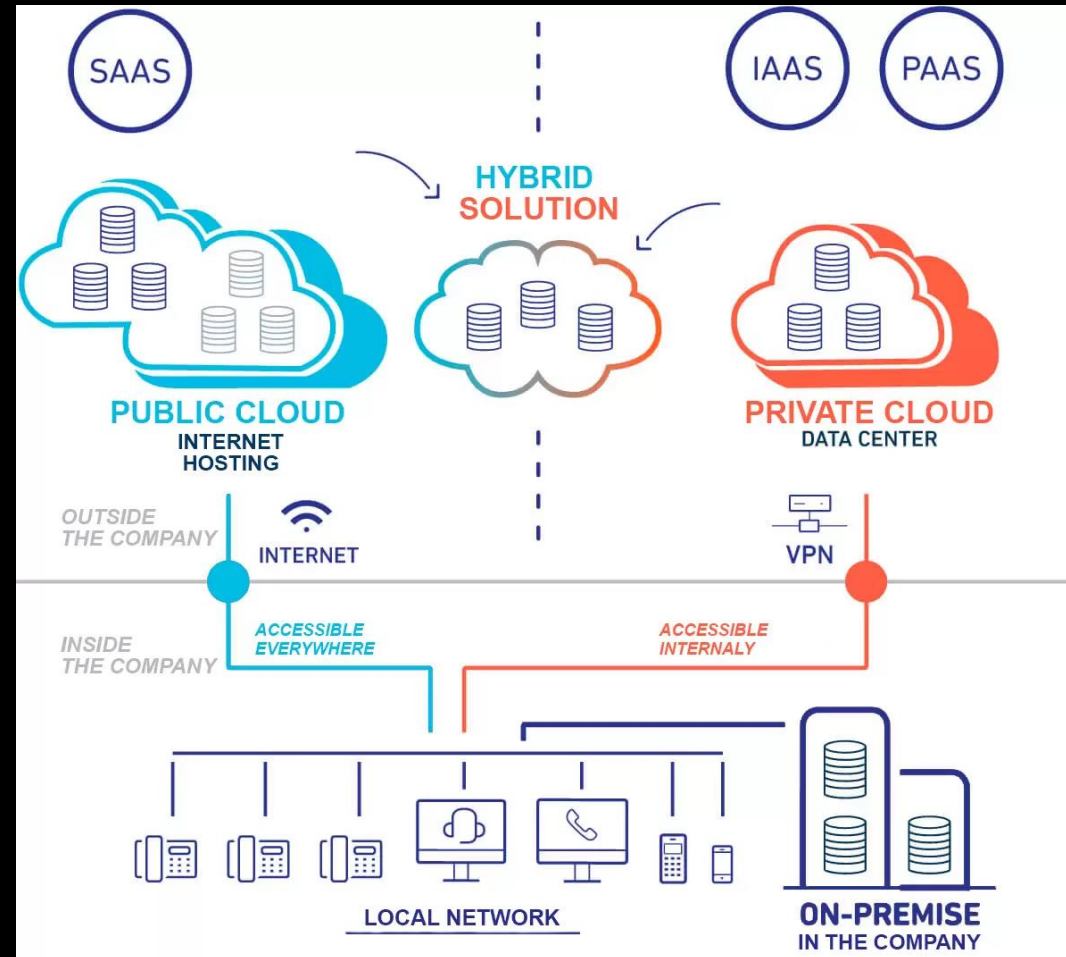 SAAS
IAAS
PAAS
HYBRID
SOLUTION
PUBLIC CLOUD
INTERNET
HOSTING
PRIVATE CLOUD
DATA CENTER
OUTSIDE
THE COMPANY
INTERNET
VPN
INSIDE
THE COMPANY
ACCESSIBLE
EVERYWHERE
ACCESSIBLE
INTERNALY
LOCAL NETWORK
ON-PREMISE
IN THE COMPANY